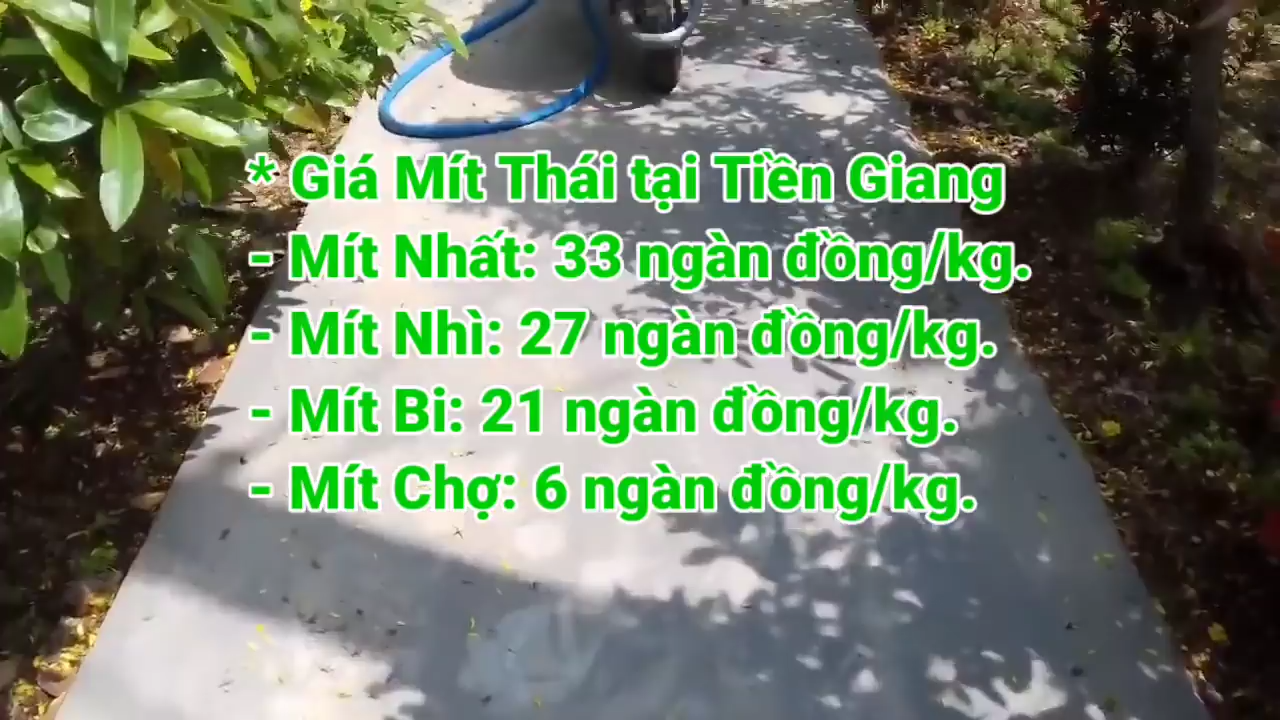 * Giá Mít Thái tại Tiền Giang
- Mít Nhất: 33 ngàn đồng/kg.
- Mít Nhì: 27 ngàn đồng/kg.
- Mít Bi: 21 ngàn đồng/kg.
- Mít Chợ: 6 ngàn đồng/kg.